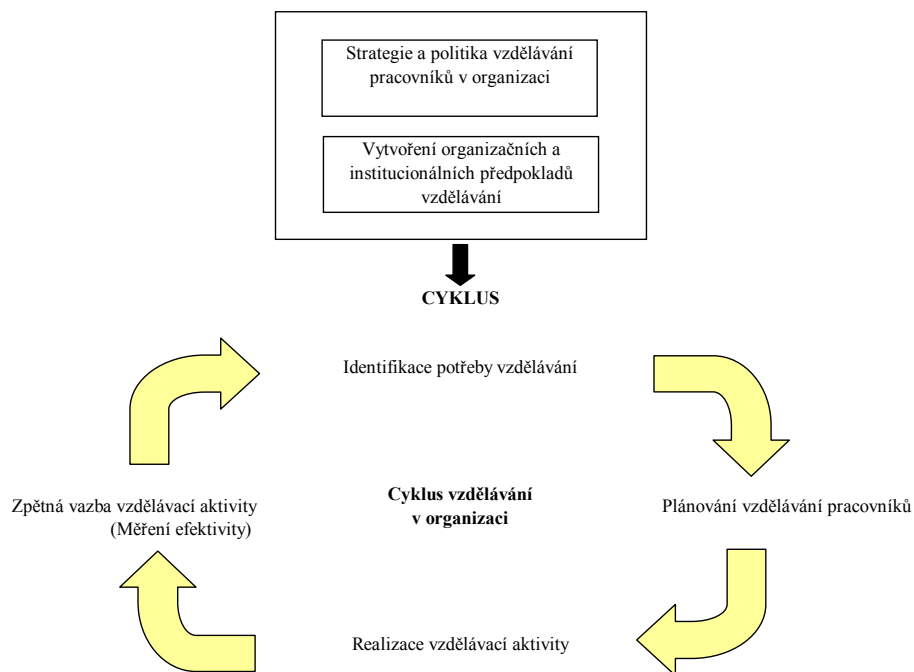 Strategie a politika vzdělávání
pracovníků v organizaci
Vytvoření organizačních a
institucionálních předpokladů
vzdělávání
CYKLUS
Identifikace potřeby vzdělávání
Zpětná vazba vzdělávací aktivity
(Měření efektivity)
Cyklus vzdělávání
v organizaci
Plánování vzdělávání pracovníků
Realizace vzdělávací aktivity